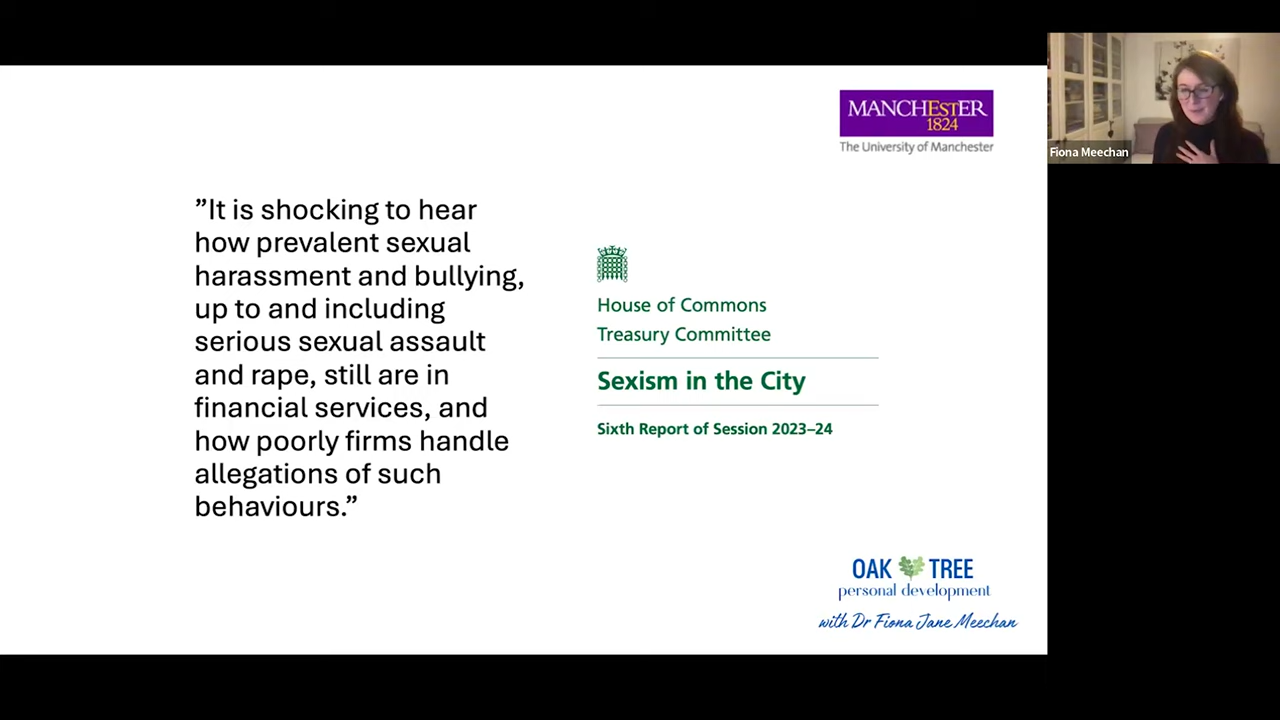 MANCHESTER
1824
The University of Manchester
Fiona Meechan
”It is shocking to hear
how prevalent sexual
harassment and bullying,
up to and including
serious sexual assault
and rape, still are in
financial services, and
how poorly firms handle
allegations of such
behaviours.”
House of Commons
Treasury Committee
Sexism in the City
Sixth Report of Session 2023–24
OAK TREE
personal development
with Dr Fiona Jane Meechan